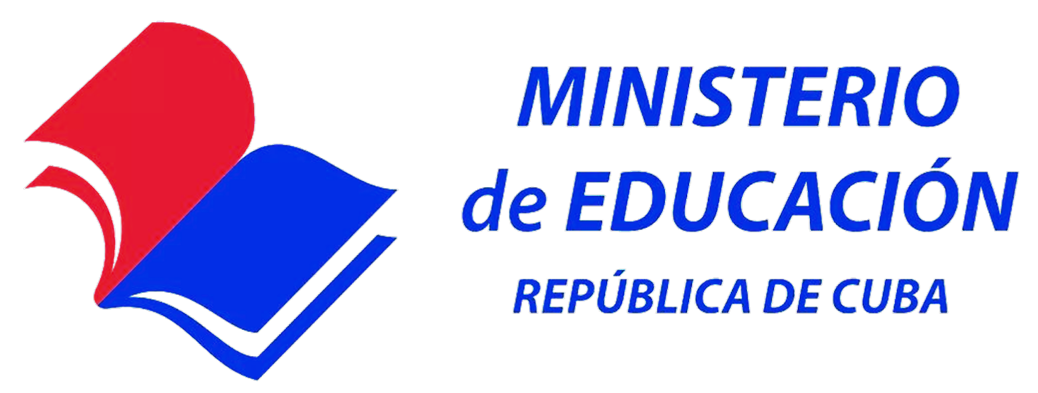 MINISTERIO
de EDUCACIÓN
REPÚBLICA DE CUBA